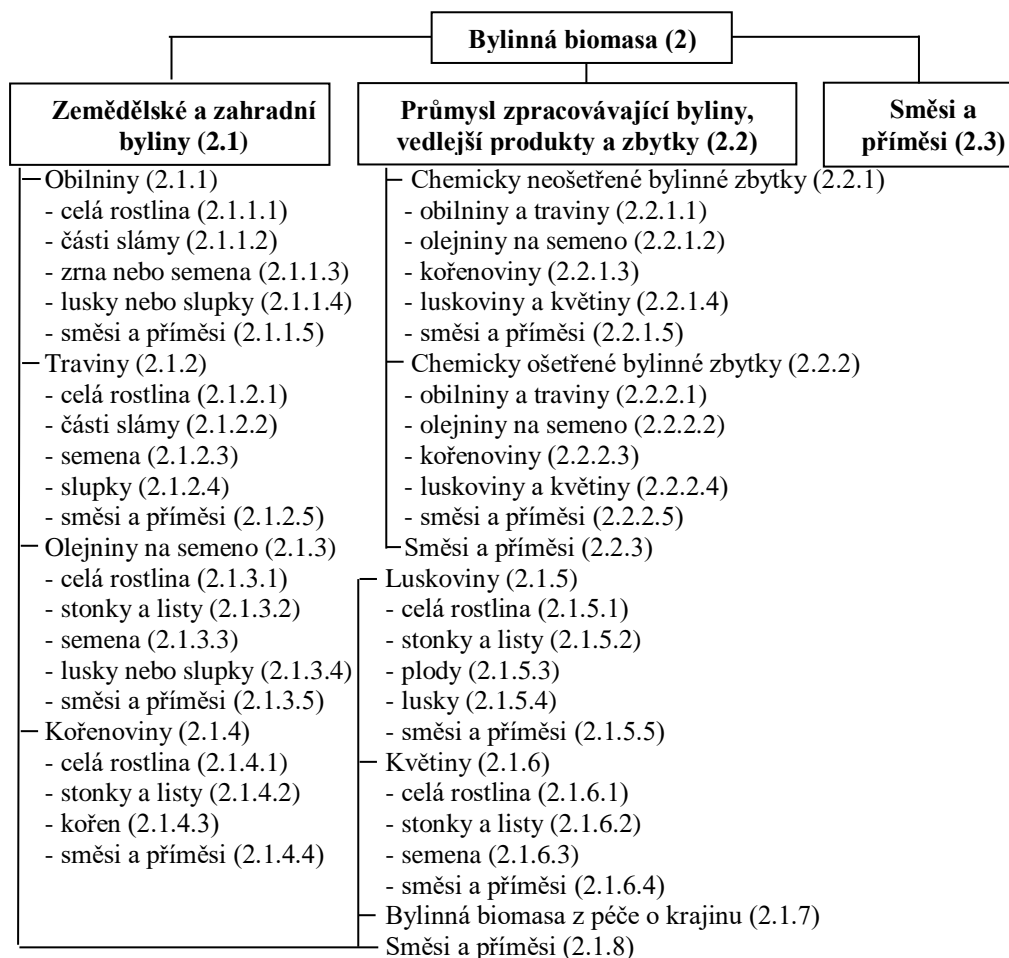 Bylinná biomasa (2)
Zemědělské a zahradní
byliny (2.1)
Průmysl zpracovávající byliny,
vedlejší produkty a zbytky (2.2)
Směsi a
příměsi (2.3)
Obilniny (2.1.1)
- celá rostlina (2.1.1.1)
- části slámy (2.1.1.2)
- zrna nebo semena (2.1.1.3)
- lusky nebo slupky (2.1.1.4)
- směsi a příměsi (2.1.1.5)
Traviny (2.1.2)
- celá rostlina (2.1.2.1)
- části slámy (2.1.2.2)
- semena (2.1.2.3)
- slupky (2.1.2.4)
- směsi a příměsi (2.1.2.5)
Olejniny na semeno (2.1.3)
- celá rostlina (2.1.3.1)
- stonky a listy (2.1.3.2)
- semena (2.1.3.3)
- lusky nebo slupky (2.1.3.4)
- směsi a příměsi (2.1.3.5)
Kořenoviny (2.1.4)
- celá rostlina (2.1.4.1)
- stonky a listy (2.1.4.2)
- kořen (2.1.4.3)
- směsi a příměsi (2.1.4.4)
Chemicky neošetřené bylinné zbytky (2.2.1)
- obilniny a traviny (2.2.1.1)
- olejniny na semeno (2.2.1.2)
- kořenoviny (2.2.1.3)
- luskoviny a květiny (2.2.1.4)
- směsi a příměsi (2.2.1.5)
Chemicky ošetřené bylinné zbytky (2.2.2)
- obilniny a traviny (2.2.2.1)
- olejniny na semeno (2.2.2.2)
- kořenoviny (2.2.2.3)
- luskoviny a květiny (2.2.2.4)
- směsi a příměsi (2.2.2.5)
Směsi a příměsi (2.2.3)
Luskoviny (2.1.5)
- celá rostlina (2.1.5.1)
- stonky a listy (2.1.5.2)
- plody (2.1.5.3)
- lusky (2.1.5.4)
- směsi a příměsi (2.1.5.5)
Květiny (2.1.6)
- celá rostlina (2.1.6.1)
- stonky a listy (2.1.6.2)
- semena (2.1.6.3)
- směsi a příměsi (2.1.6.4)
Bylinná biomasa z péče o krajinu (2.1.7)
Směsi a příměsi (2.1.8)